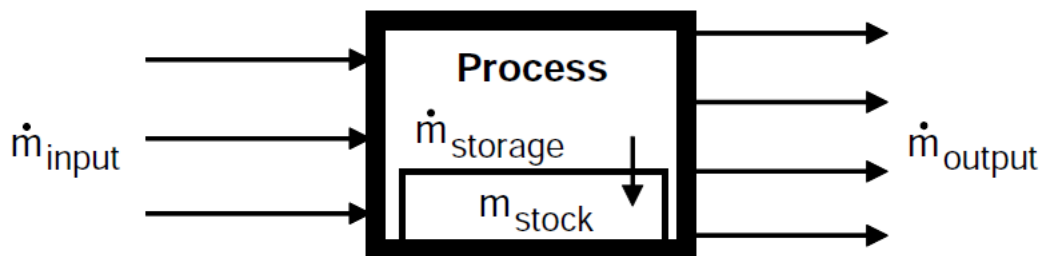 Process
ṁinput
ṁstorage
ṁoutput
mstock